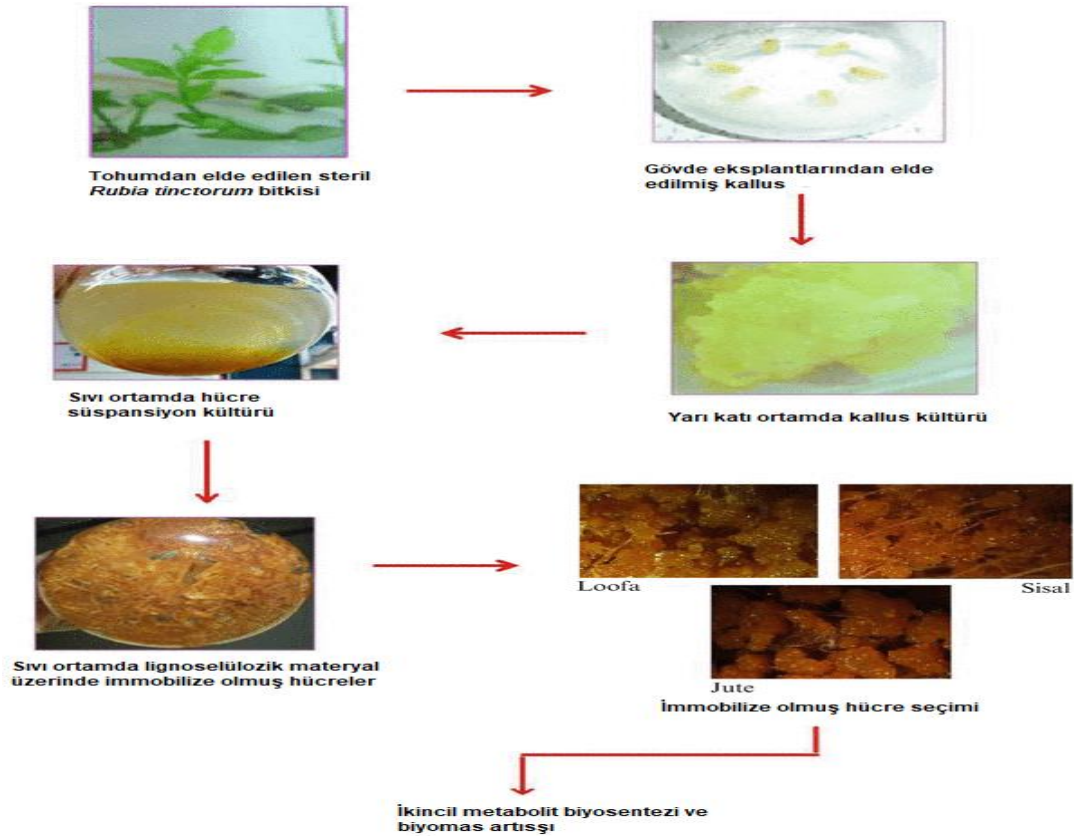 Tohumdan elde edilen steril
Rubia tinctorum bitkisi
Gövde eksplantlarından elde
edilmiş kallus
Yarı katı ortamda kallus kültürü
Sıvı ortamda hücre
süspansiyon kültürü
Sıvı ortamda lignoselülozik materyal
üzerinde immobilize olmuş hücreler
Loofa
Sisal
Jute
İmmobilize olmuş hücre seçimi
İkincil metabolit biyosentezi ve
biyomas artısşı